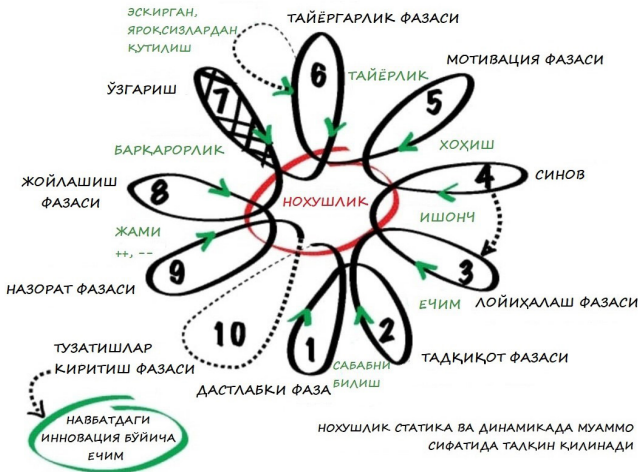 ЭСКИРГАН,
ЯРОҚСИЗЛАРДАН
ҚУТИЛИШ
ТАЙЁРГАРЛИК ФАЗАСИ
6
ТАЙЁРЛИК
МОТИВАЦИЯ ФАЗАСИ
5
ХОҲИШ
ЎЗГАРИШ
7
БАРҚАРОРЛИК
4
СИНОВ
ИШОНЧ
ЖОЙЛАШИШ
ФАЗАСИ
8
НОХУШЛИК
ЖАМИ
++, --
9
НАЗОРАТ ФАЗАСИ
3
ЕЧИМ
ЛОЙИҲАЛАШ ФАЗАСИ
10
1
2
ТУЗАТИШЛАР
КИРИТИШ ФАЗАСИ
ДАСТЛАБКИ ФАЗА
САБАБНИ
БИЛИШ
ТАДҚИҚОТ ФАЗАСИ
НАВБАТДАГИ
ИННОВАЦИЯ БЎЙИЧА
ЕЧИМ
НОХУШЛИК СТАТИКА ВА ДИНАМИКАДА МУАММО
СИФАТИДА ТАЛҚИН ҚИЛИНАДИ